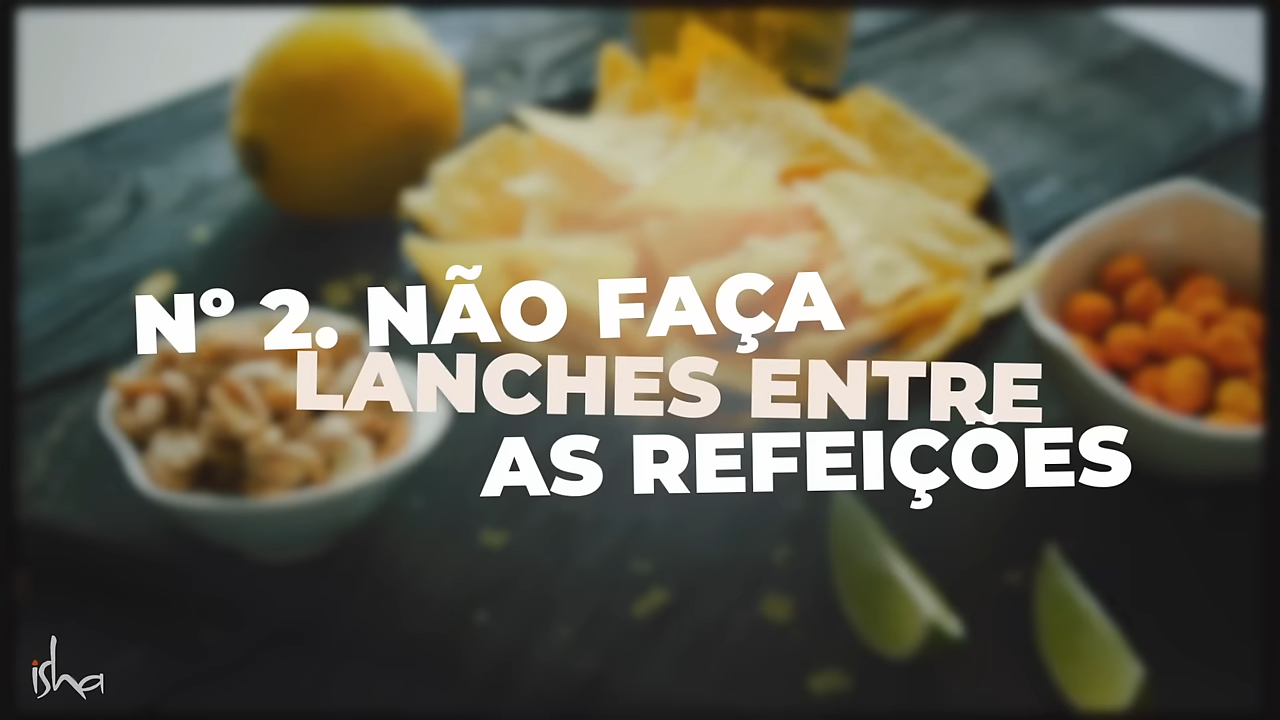 Nº 2. NÃO FAÇA
LANCHES ENTRE
AS REFEIÇÕES
isha